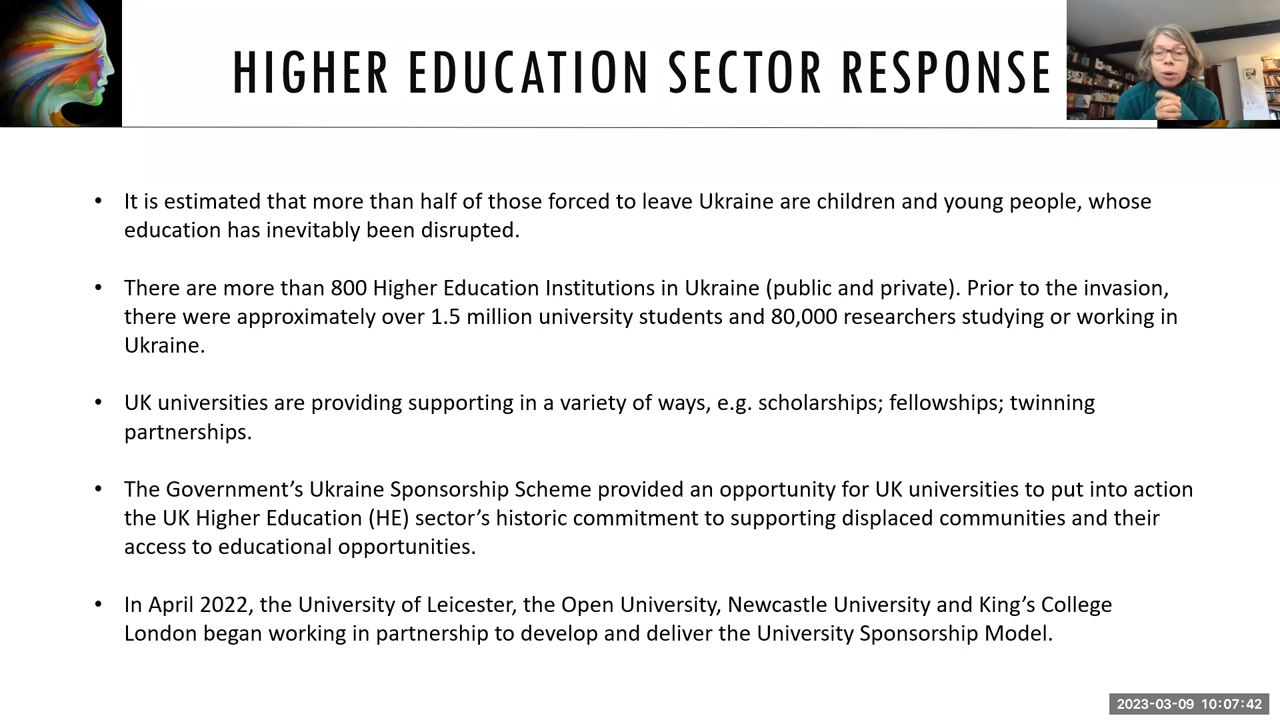 HIGHER EDUCATION SECTOR RESPONSE
• It is estimated that more than half of those forced to leave Ukraine are children and young people, whose
education has inevitably been disrupted.
• There are more than 800 Higher Education Institutions in Ukraine (public and private). Prior to the invasion,
there were approximately over 1.5 million university students and 80,000 researchers studying or working in
Ukraine.
• UK universities are providing supporting in a variety of ways, e.g. scholarships; fellowships; twinning
partnerships.
• The Government’s Ukraine Sponsorship Scheme provided an opportunity for UK universities to put into action
the UK Higher Education (HE) sector’s historic commitment to supporting displaced communities and their
access to educational opportunities.
• In April 2022, the University of Leicester, the Open University, Newcastle University and King’s College
London began working in partnership to develop and deliver the University Sponsorship Model.
2023-03-09 10:07:42